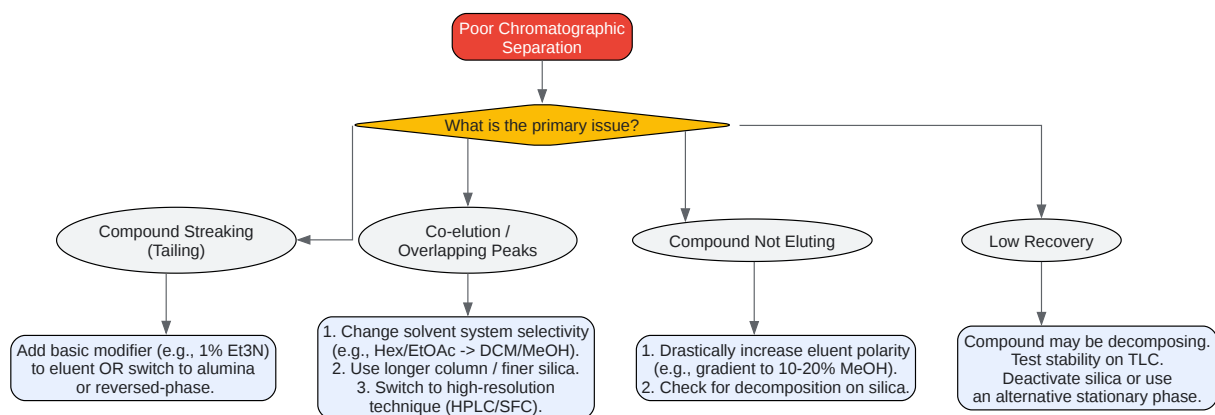 Poor Chromatographic
Separation
What is the primary issue?
Compound Streaking
(Tailing)
Co-elution /
Overlapping Peaks
Compound Not Eluting
Low Recovery
Add basic modifier (e.g., 1% Et3N)
to eluent OR switch to alumina
or reversed-phase.
1. Change solvent system selectivity
(e.g., Hex/EtOAc -> DCM/MeOH).
2. Use longer column / finer silica.
3. Switch to high-resolution
technique (HPLC/SFC).
1. Drastically increase eluent polarity
(e.g., gradient to 10-20% MeOH).
2. Check for decomposition on silica.
Compound may be decomposing.
Test stability on TLC.
Deactivate silica or use
an alternative stationary phase.